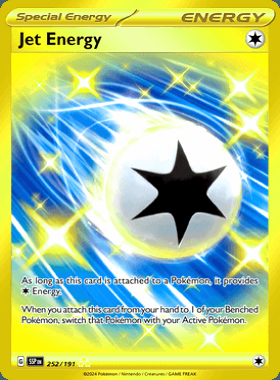 Special Energy
ENERGY
Jet Energy
As long as this card is attached to a Pokémon, it provides
Energy.
When you attach this card from your hand to 1 of your Benched
Pokémon, switch that Pokémon with your Active Pokémon.
SSP EN 252/191
©2024 Pokémon / Nintendo / Creatures / GAME FREAK